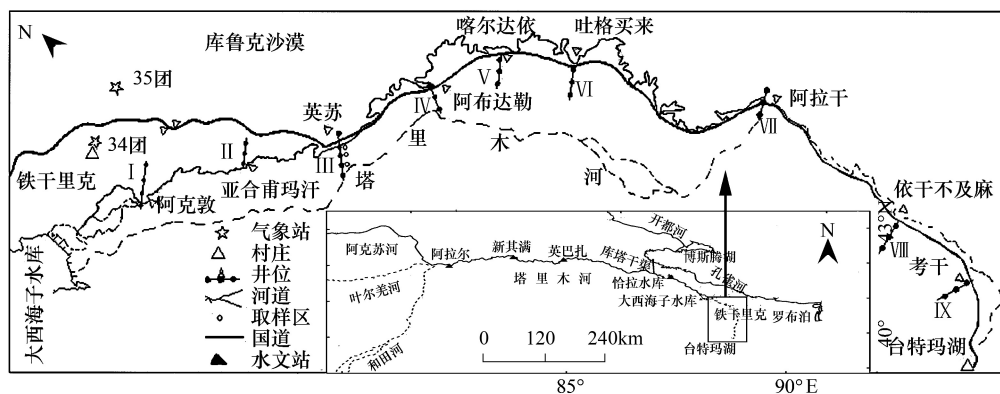 N
库鲁克沙漠
35团
34团
铁干里克
I
II
阿克敦
亚合甫玛汗
英苏
III
塔
里
木
河
IV
阿布达勒
喀尔达依
V
吐格买来
VI
阿拉干
VII
依干不及麻
VIII
考干
IX
台特玛湖
大西海子水库
气象站
村庄
井位
河道
取样区
国道
水文站
阿克苏河
阿拉尔
新其满
英巴扎
库塔干渠
开都河
博斯腾湖
孔雀河
塔里木河
恰拉水库
大西海子水库
叶尔羌河
和田河
铁干里克
罗布泊
台特玛湖
N
0 120 240km
43°N
40°
85°
90°E